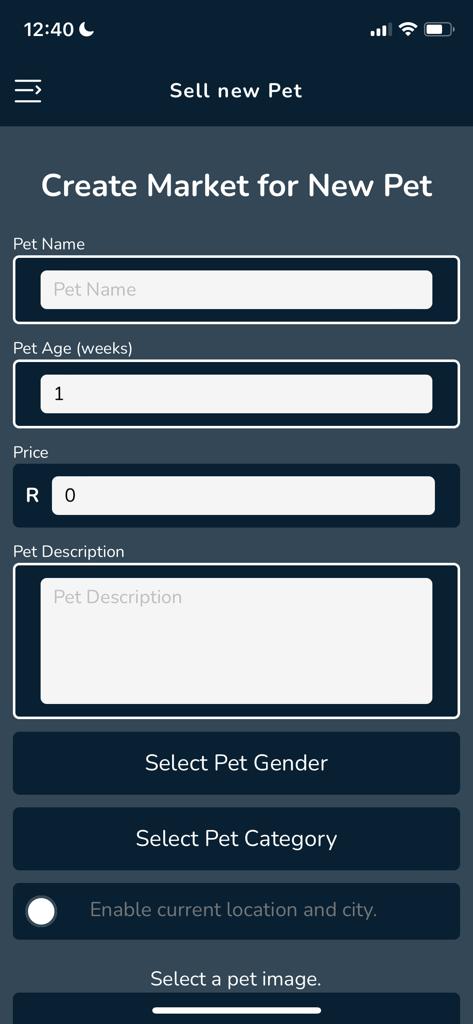 12:40
Sell new Pet
Create Market for New Pet
Pet Name
Pet Name
Pet Age (weeks)
1
Price
R 0
Pet Description
Pet Description
Select Pet Gender
Select Pet Category
Enable current location and city.
Select a pet image.